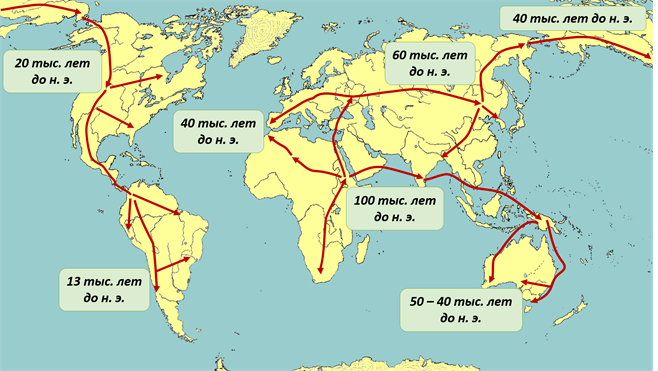 40 тыс. лет до н. э.
20 тыс. лет
до н. э.
60 тыс. лет
до н. э.
40 тыс. лет
до н. э.
100 тыс. лет
до н. э.
13 тыс. лет
до н. э.
50 – 40 тыс. лет
до н. э.